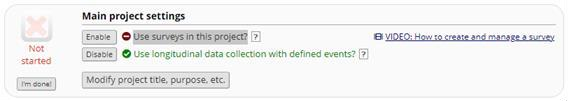 Main project settings
Not
started
I'm done!
Enable Use surveys in this project? ? VIDEO: How to create and manage a survey
Disable Use longitudinal data collection with defined events? ?
Modify project title, purpose, etc.